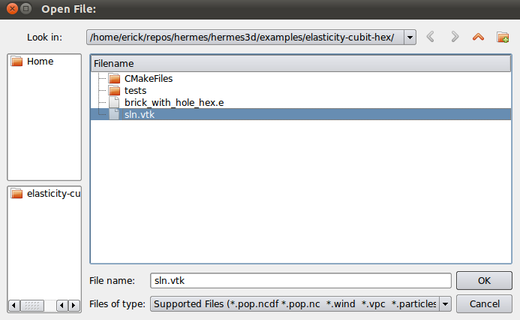 Open File:
Look in: /home/erick/repos/hermes/hermes3d/examples/elasticity-cubit-hex/
Home
Filename
CMakeFiles
tests
brick_with_hole_hex.e
sln.vtk
elasticity-cu
File name: sln.vtk OK
Files of type: Supported Files (*.pop.ncdf *.pop.nc *.wind *.vpc *.particles Cancel